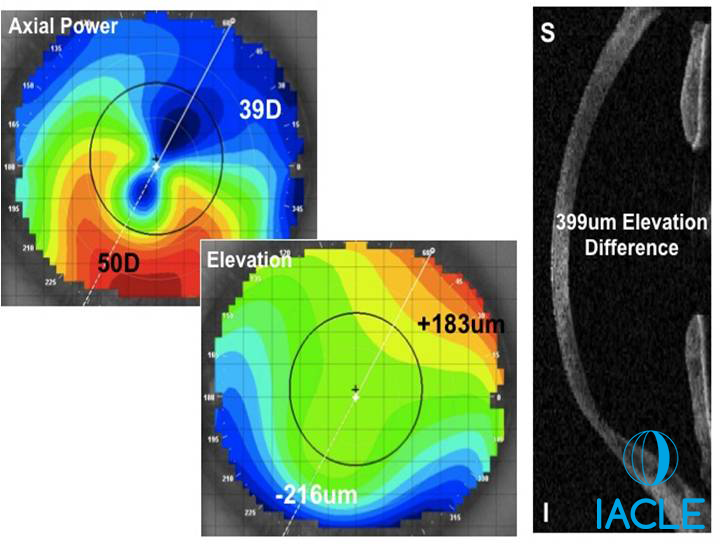 Axial Power
39D
50D
Elevation
+183um
-216um
S
399um Elevation
Difference
I
IACLE